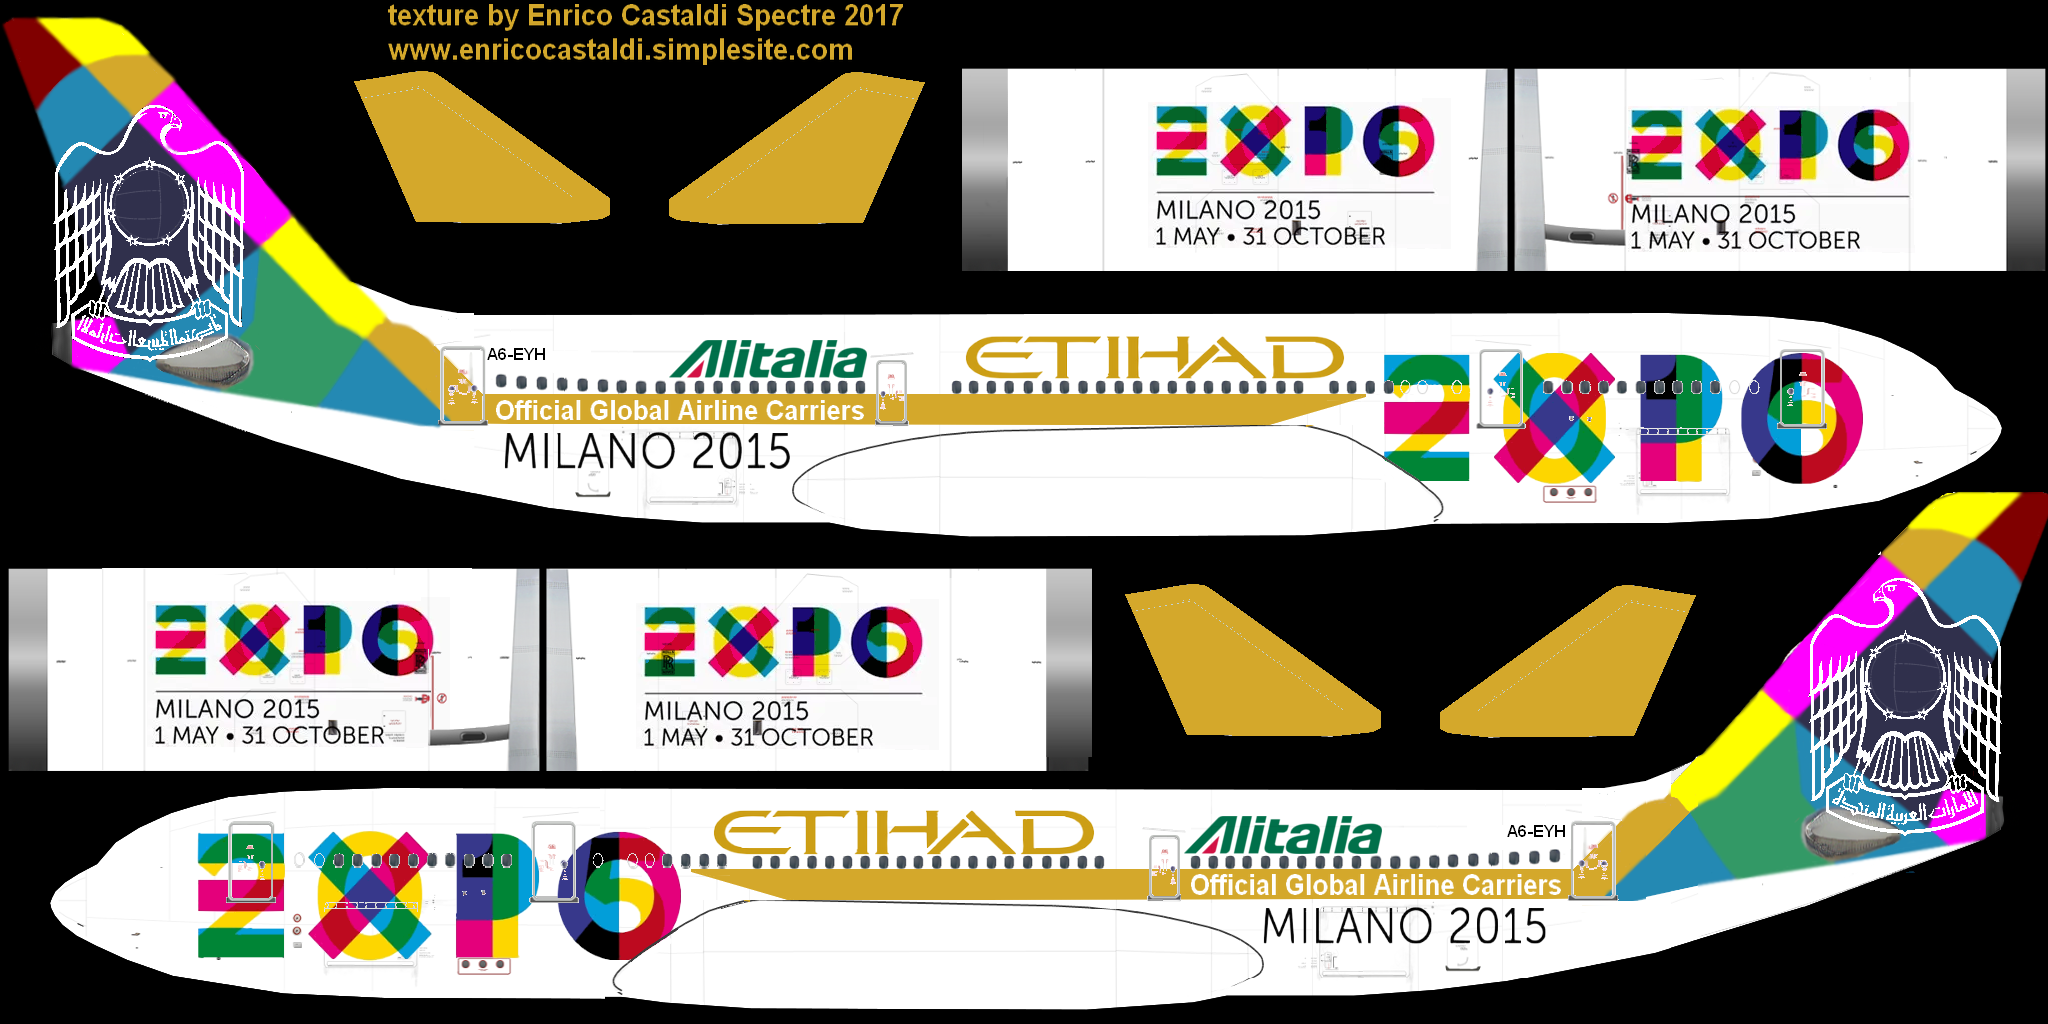 texture by Enrico Castaldi Spectre 2017
www.enricocastaldi.simplesite.com
EXPO
MILANO 2015
1 MAY • 31 OCTOBER
EXPO
MILANO 2015
1 MAY • 31 OCTOBER
A6-EYH
Alitalia
ETIHAD
EXPO
Official Global Airline Carriers
MILANO 2015
EXPO
MILANO 2015
1 MAY • 31 OCTOBER
EXPO
MILANO 2015
1 MAY • 31 OCTOBER
EXPO
ETIHAD
Alitalia
A6-EYH
Official Global Airline Carriers
MILANO 2015
الامارات العربية المتحدة